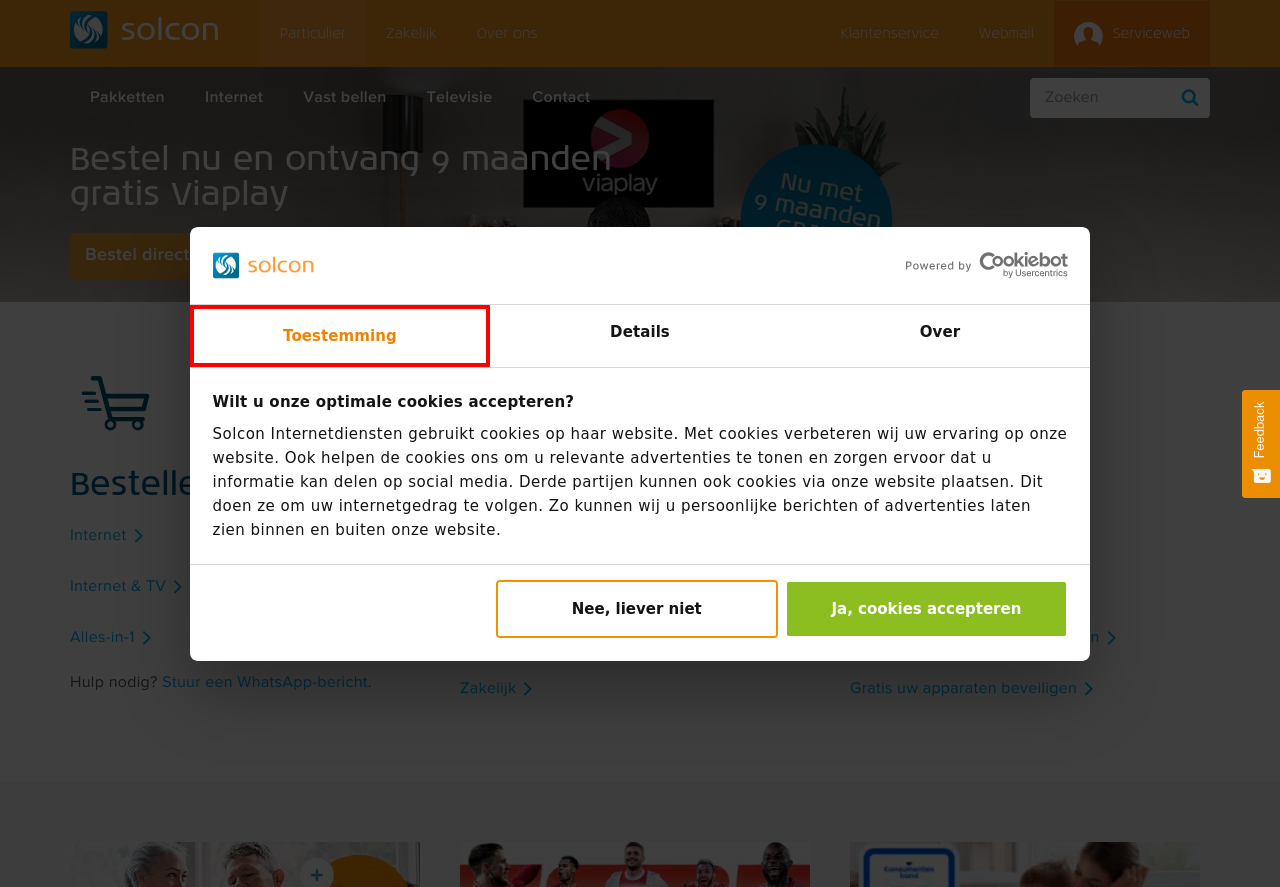 solcon
Particulier
Zakelijk
Over ons
Klantenservice
Webmail
Serviceweb
Pakketten
Internet
Vast bellen
Televisie
Contact
Zoeken
Bestel nu en ontvang 9 maanden
gratis Viaplay
viaplay
Nu met
9 maanden
Bestel direct
solcon
Powered by Cookiebot
by Usercentrics
Toestemming
Details
Over
Wilt u onze optimale cookies accepteren?
Solcon Internetdiensten gebruikt cookies op haar website. Met cookies verbeteren wij uw ervaring op onze
website. Ook helpen de cookies ons om u relevante advertenties te tonen en zorgen ervoor dat u
informatie kan delen op social media. Derde partijen kunnen ook cookies via onze website plaatsen. Dit
doen ze om uw internetgedrag te volgen. Zo kunnen wij u persoonlijke berichten of advertenties laten
zien binnen en buiten onze website.
Nee, liever niet
Ja, cookies accepteren
Feedback
Bestelle
Internet
Internet & TV
Alles-in-1
Hulp nodig? Stuur een WhatsApp-bericht.
Zakelijk
Gratis uw apparaten beveiligen